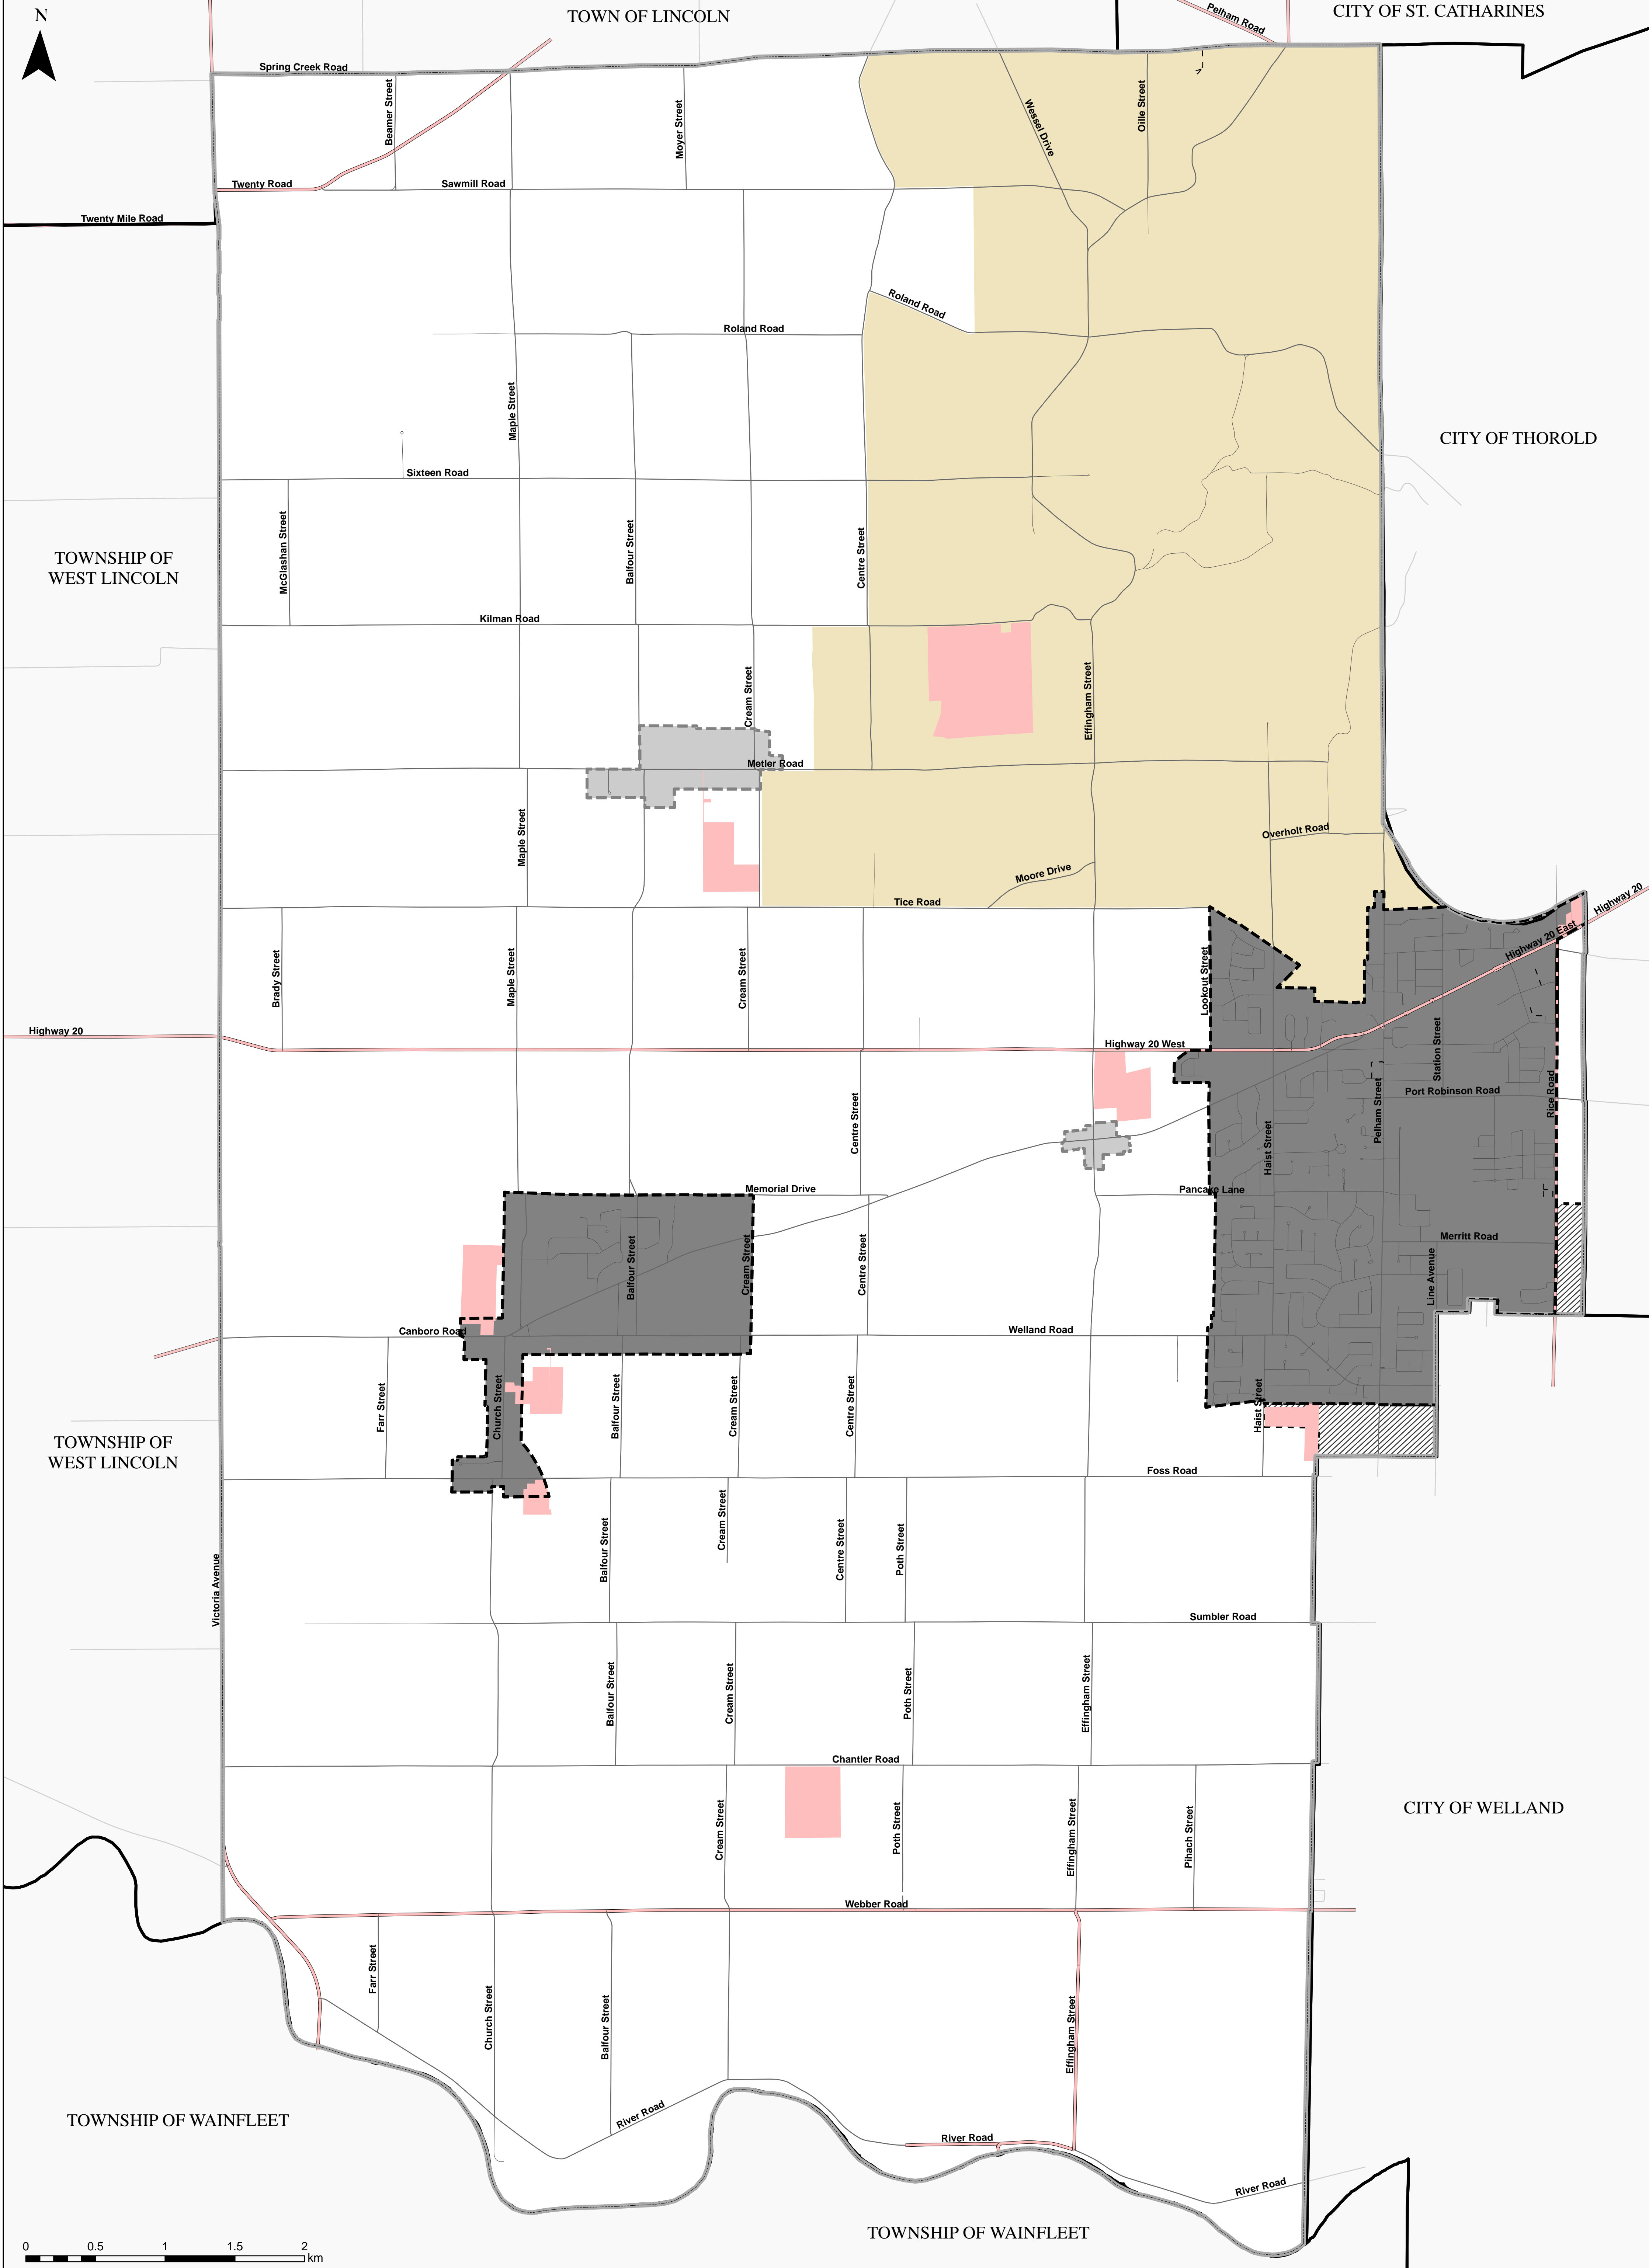 N
TOWN OF LINCOLN
CITY OF ST. CATHARINES
Pelham Road
Spring Creek Road
Beamer Street
Moyer Street
Wessel Drive
Oille Street
Twenty Road
Sawmill Road
Twenty Mile Road
Roland Road
Roland Road
Maple Street
CITY OF THOROLD
Sixteen Road
McGlashan Street
Balfour Street
Centre Street
TOWNSHIP OF
WEST LINCOLN
Kilman Road
Cream Street
Effingham Street
Metler Road
Maple Street
Overholt Road
Moore Drive
Tice Road
Highway 20
Highway 20 East
Brady Street
Maple Street
Cream Street
Lookout Street
Highway 20
Highway 20 West
Station Street
Port Robinson Road
Rice Road
Pelham Street
Haist Street
Centre Street
Memorial Drive
Pancake Lane
Merritt Road
Line Avenue
Balfour Street
Cream Street
Centre Street
Canboro Road
Welland Road
Farr Street
Church Street
Balfour Street
Cream Street
Centre Street
Haist Street
TOWNSHIP OF
WEST LINCOLN
Foss Road
Victoria Avenue
Balfour Street
Cream Street
Centre Street
Poth Street
Sumbler Road
Balfour Street
Cream Street
Poth Street
Effingham Street
Chantler Road
Cream Street
Poth Street
Effingham Street
Pihach Street
CITY OF WELLAND
Webber Road
Farr Street
Church Street
Balfour Street
Effingham Street
River Road
River Road
River Road
TOWNSHIP OF WAINFLEET
TOWNSHIP OF WAINFLEET
0 0.5 1 1.5 2
km